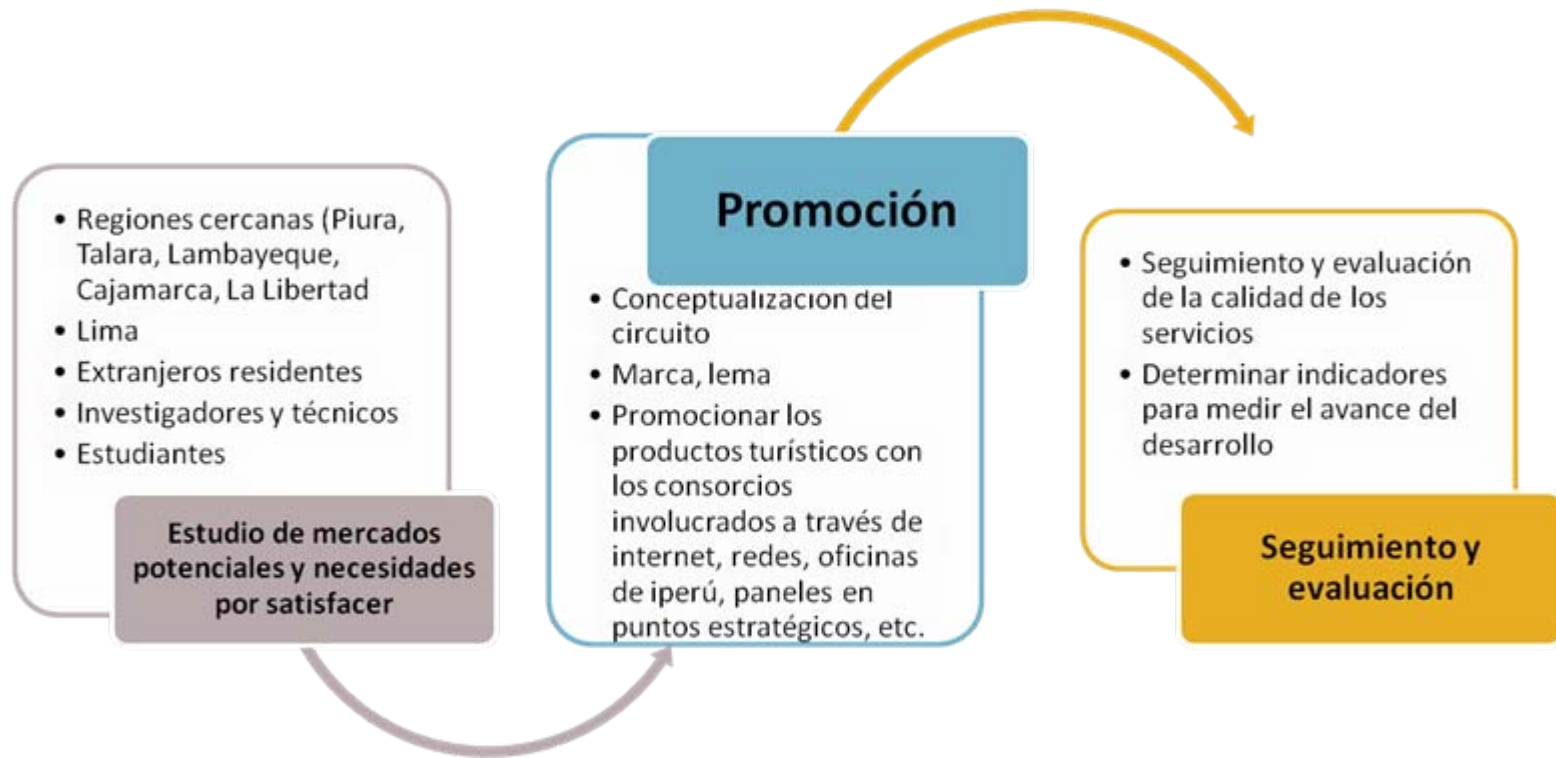 • Regiones cercanas (Piura,
Talara, Lambayeque,
Cajamarca, La Libertad
• Lima
• Extranjeros residentes
• Investigadores y técnicos
• Estudiantes
Estudio de mercados
potenciales y necesidades
por satisfacer
Promoción
• Conceptualización del
circuito
• Marca, lema
• Promocionar los
productos turísticos con
los consorcios
involucrados a través de
internet, redes, oficinas
de iperú, paneles en
puntos estratégicos, etc.
• Seguimiento y evaluación
de la calidad de los
servicios
• Determinar indicadores
para medir el avance del
desarrollo
Seguimiento y
evaluación